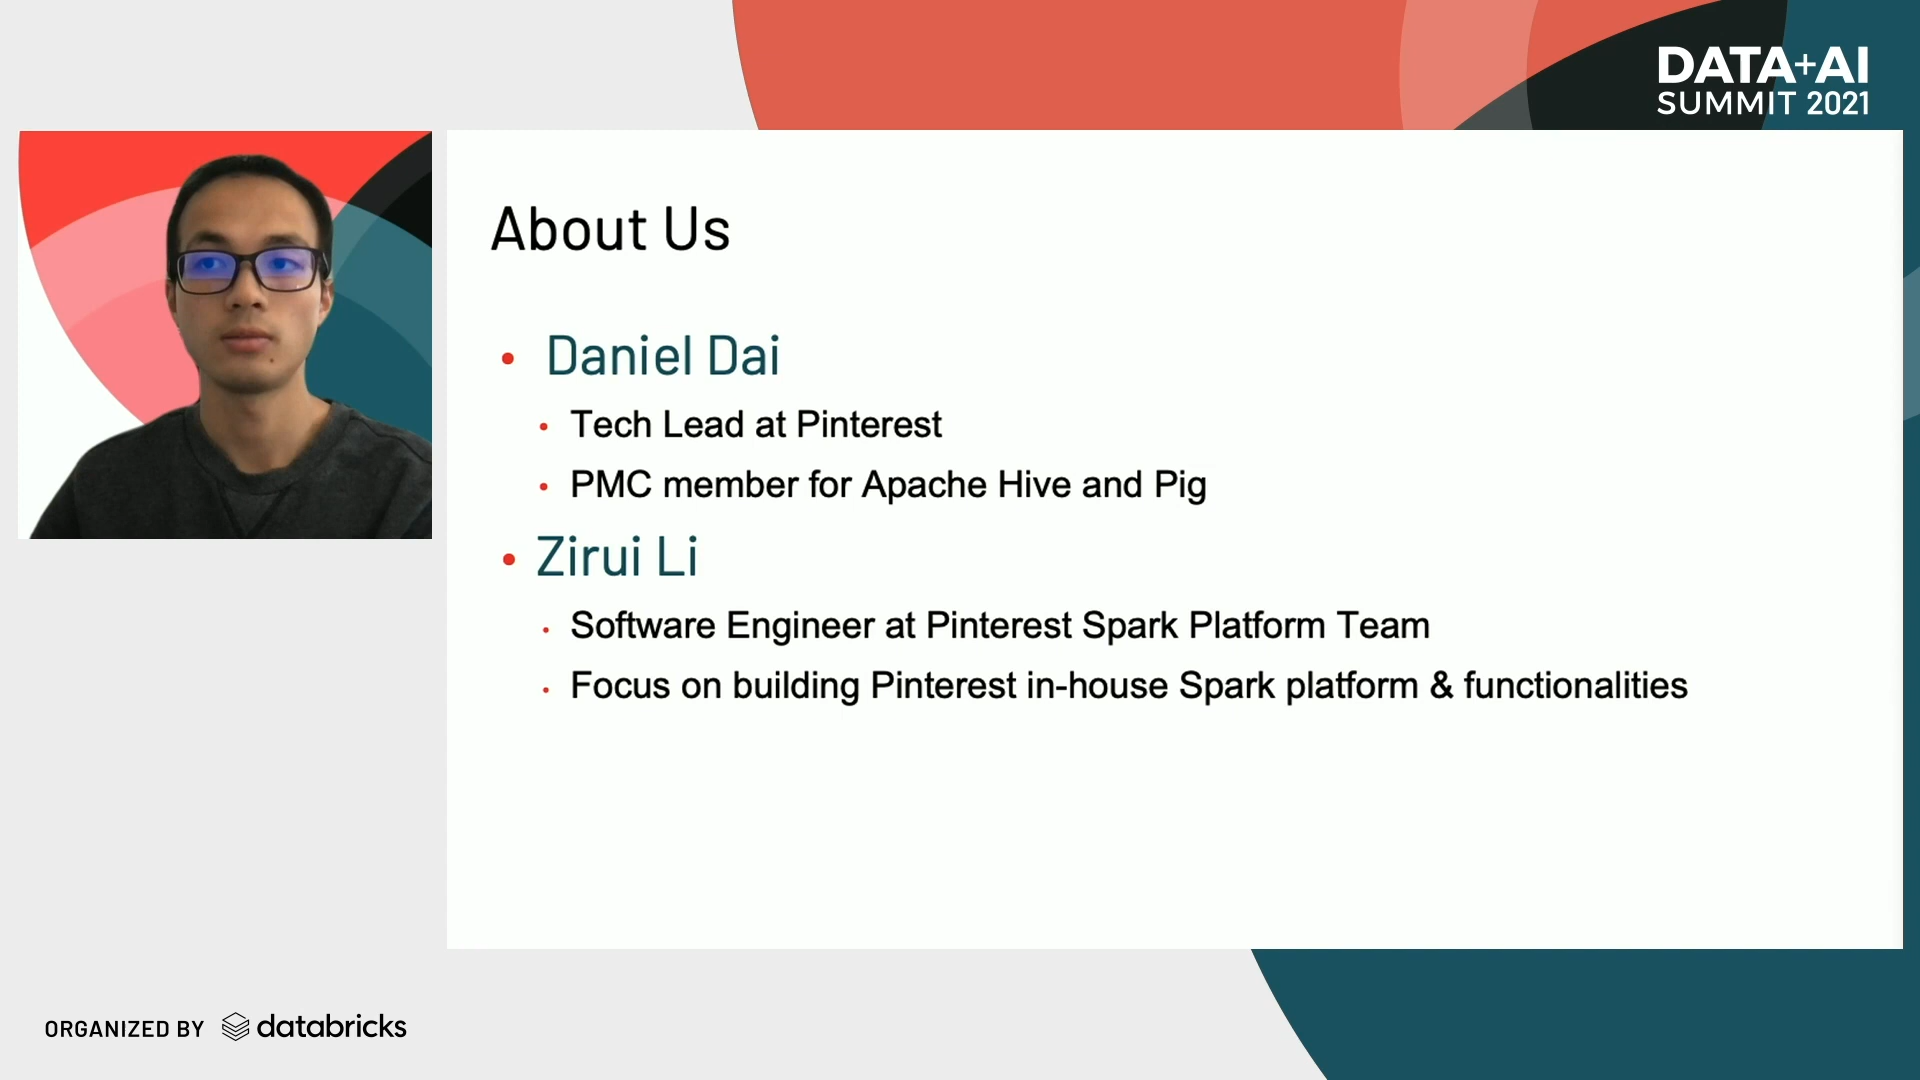 DATA+AI
SUMMIT 2021
About Us
• Daniel Dai
• Tech Lead at Pinterest
• PMC member for Apache Hive and Pig
• Zirui Li
• Software Engineer at Pinterest Spark Platform Team
• Focus on building Pinterest in-house Spark platform & functionalities
ORGANIZED BY databricks